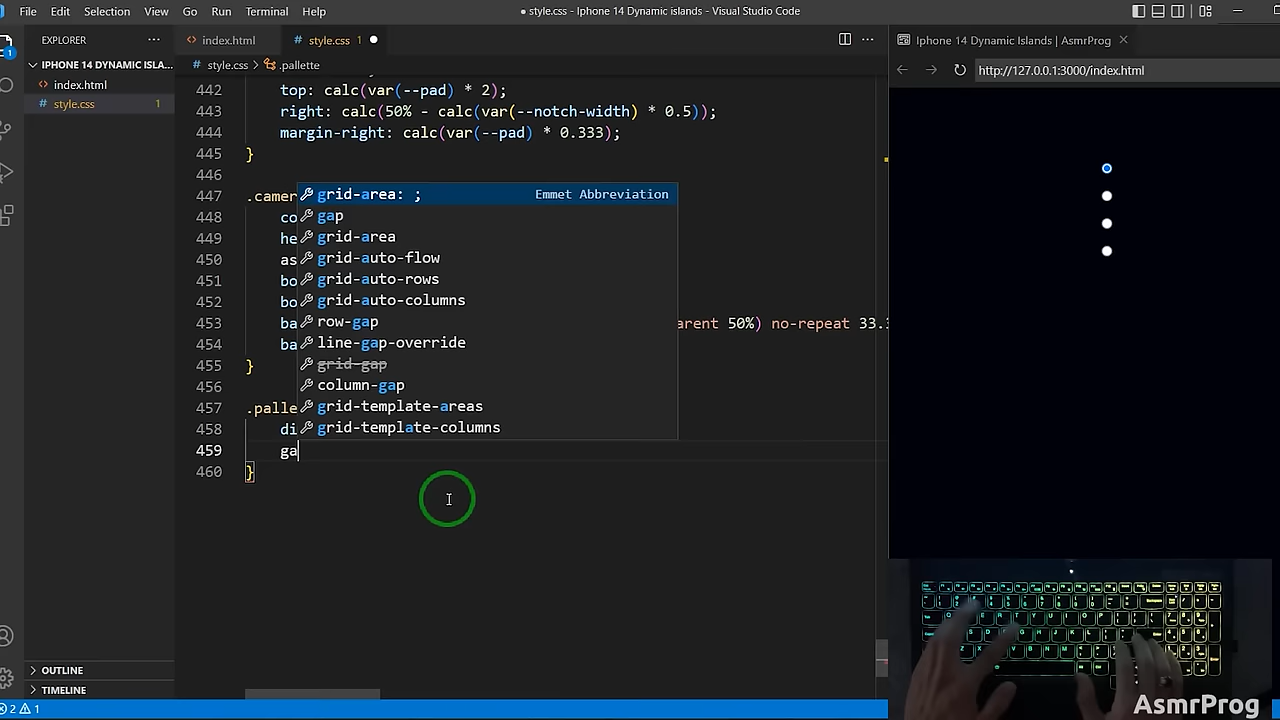 File Edit Selection View Go Run Terminal Help
● style.css - Iphone 14 Dynamic islands - Visual Studio Code
EXPLORER ···
<> index.html
# style.css 1 ●
Iphone 14 Dynamic Islands | AsmrProg
IPHONE 14 DYNAMIC ISLA...
# style.css > .pallette
http://127.0.0.1:3000/index.html
1
<> index.html
# style.css 1
442 top: calc(var(--pad) * 2);
443 right: calc(50% - calc(var(--notch-width) * 0.5));
444 margin-right: calc(var(--pad) * 0.333);
445 }
446
447 .camer
448 co
449 he
450 as
451 bo
452 bo
453 ba arent 50%) no-repeat 33.3
454 ba
455 }
456
457 .palle
458 di
459 ga
460 }
grid-area: ; Emmet Abbreviation
gap
grid-area
grid-auto-flow
grid-auto-rows
grid-auto-columns
row-gap
line-gap-override
grid-gap
column-gap
grid-template-areas
grid-template-columns
OUTLINE
TIMELINE
2 1
AsmrProg